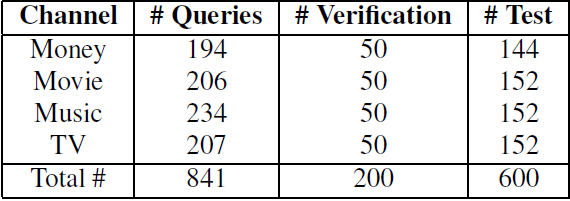 Channel # Queries # Verification # Test
Money 194 50 144
Movie 206 50 152
Music 234 50 152
TV 207 50 152
Total # 841 200 600